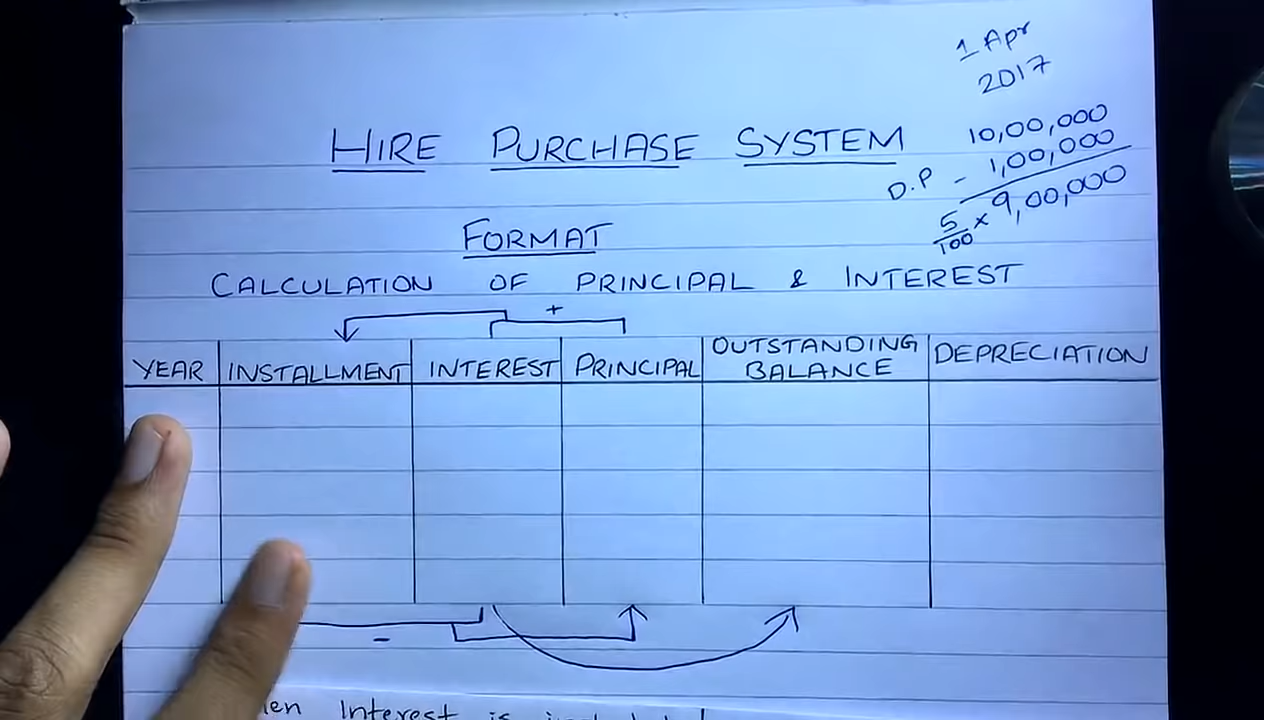 1 Apr
2017
HIRE PURCHASE SYSTEM
10,00,000
D.P - 1,00,000
5/100 × 9,00,000
FORMAT
CALCULATION OF PRINCIPAL & INTEREST
+
YEAR INSTALLMENT INTEREST PRINCIPAL OUTSTANDING BALANCE DEPRECIATION
-
Interest is